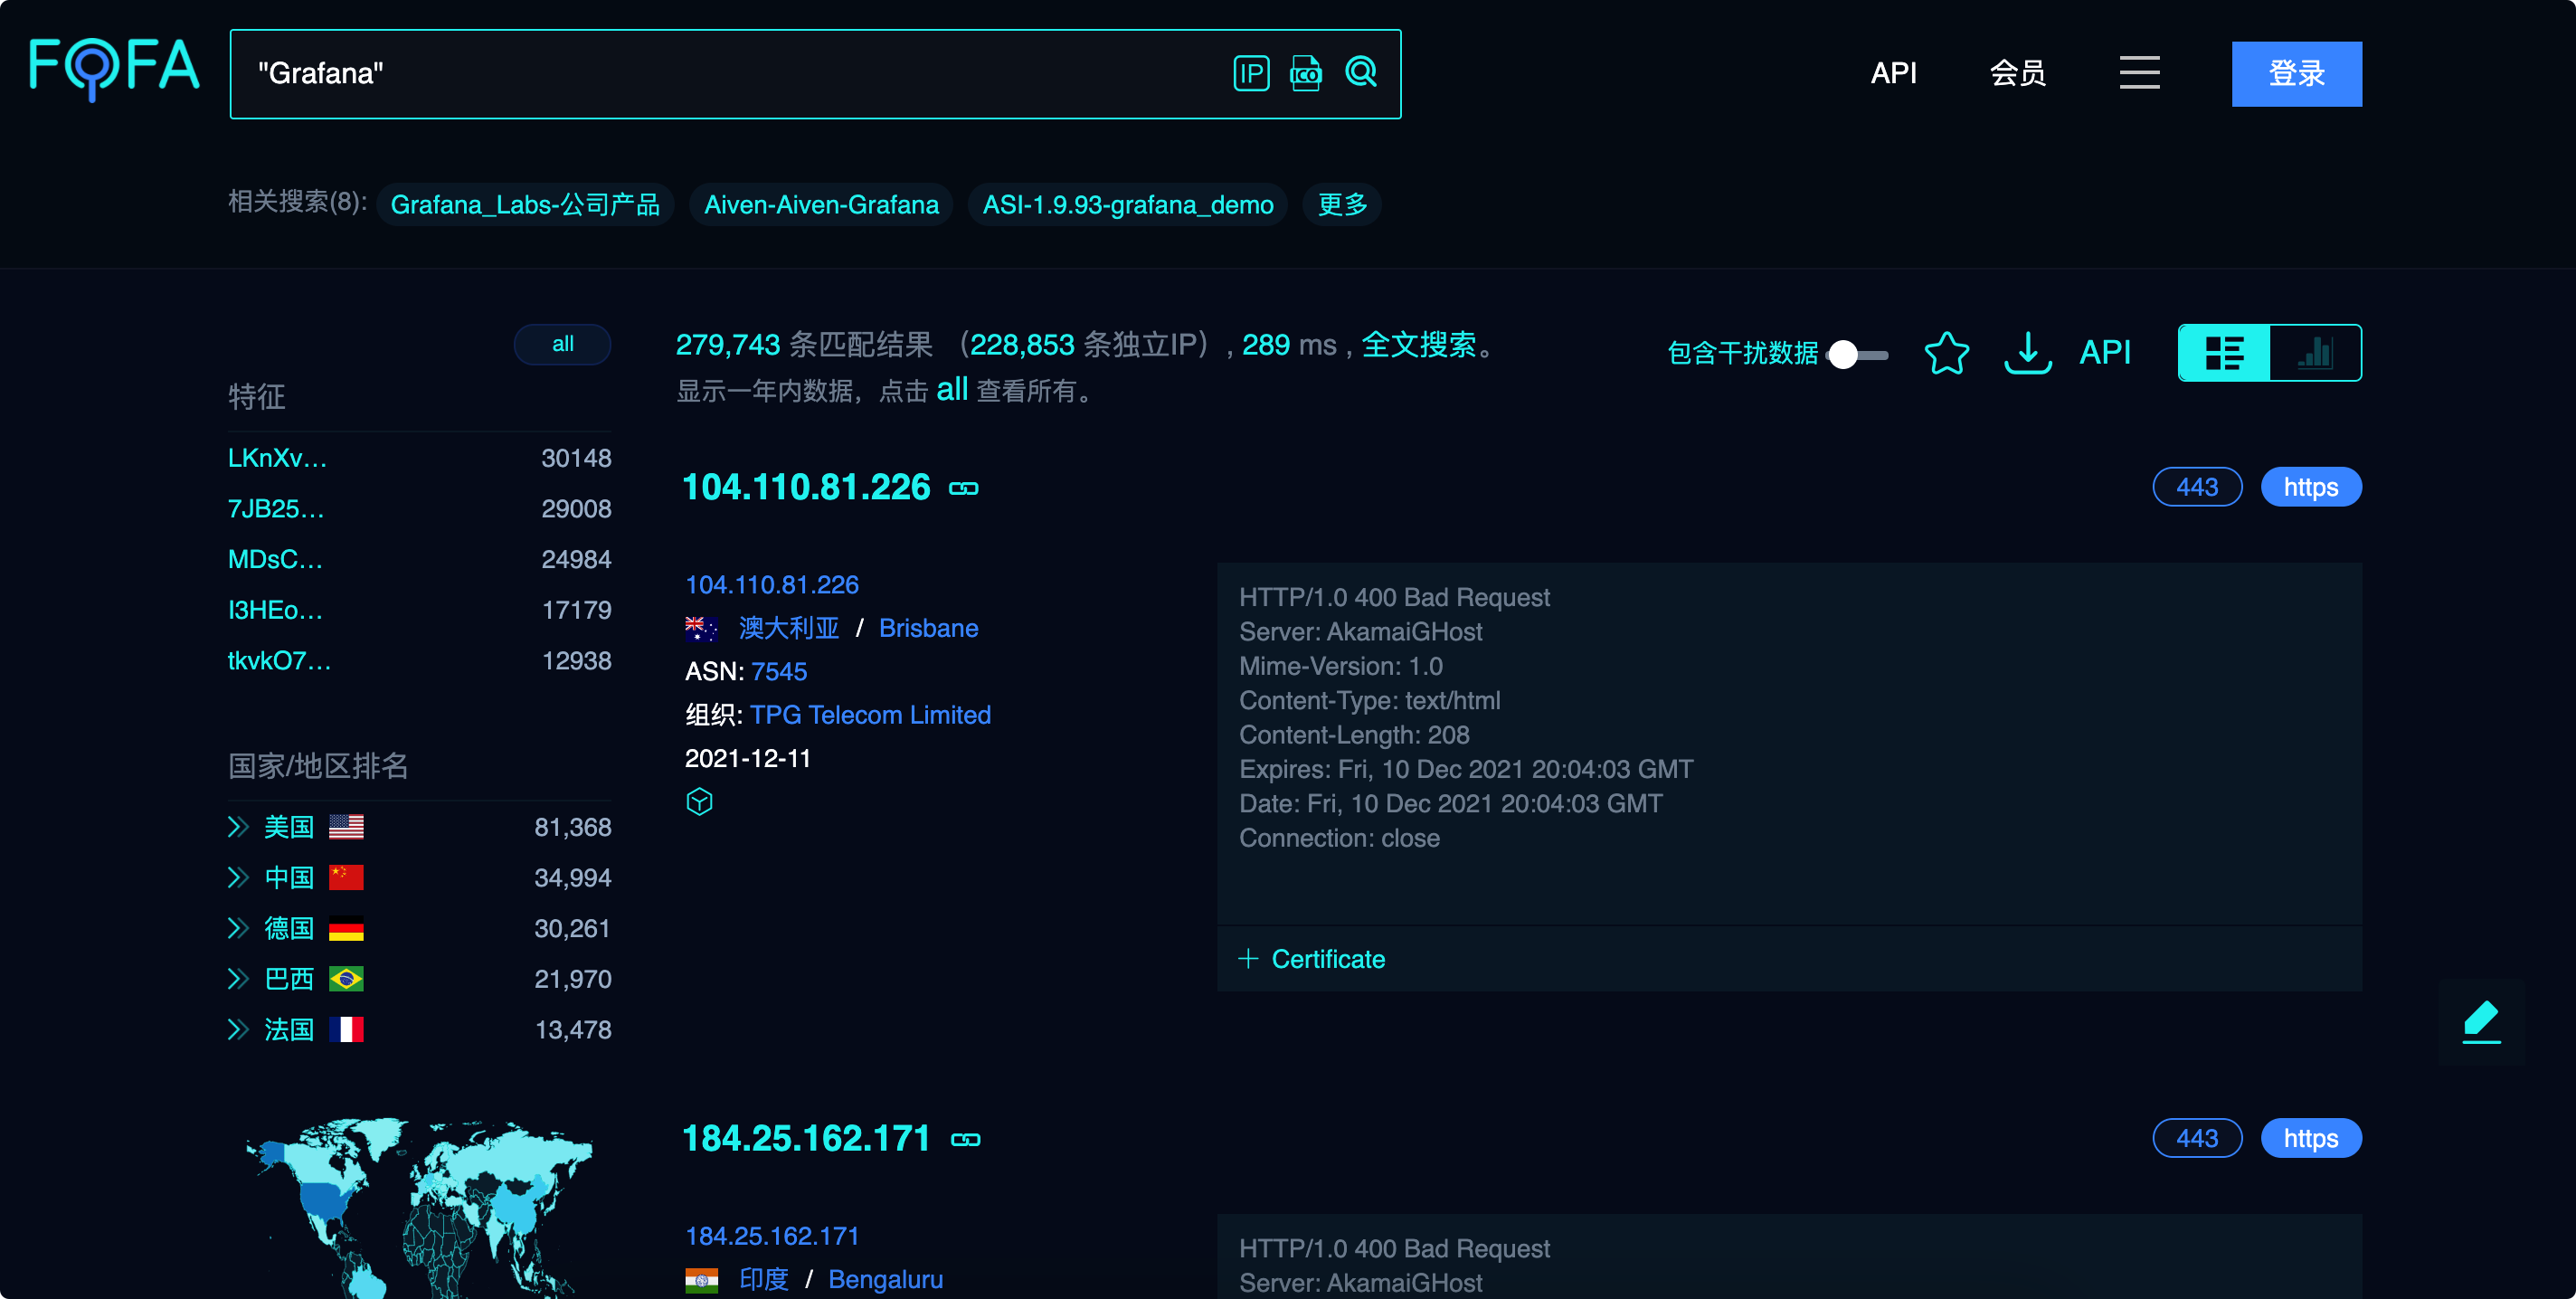 FOFA
"Grafana"
IP
ICO
API
会员
登录
相关搜索(8):
Grafana_Labs-公司产品
Aiven-Aiven-Grafana
ASI-1.9.93-grafana_demo
更多
all
特征
LKnXv...
30148
7JB25...
29008
MDsC...
24984
I3HEo...
17179
tkvkO7...
12938
国家/地区排名
美国
81,368
中国
34,994
德国
30,261
巴西
21,970
法国
13,478
279,743 条匹配结果 （228,853 条独立IP）, 289 ms , 全文搜索。
显示一年内数据，点击 all 查看所有。
包含干扰数据
API
104.110.81.226
443
https
104.110.81.226
澳大利亚 / Brisbane
ASN: 7545
组织: TPG Telecom Limited
2021-12-11
HTTP/1.0 400 Bad Request
Server: AkamaiGHost
Mime-Version: 1.0
Content-Type: text/html
Content-Length: 208
Expires: Fri, 10 Dec 2021 20:04:03 GMT
Date: Fri, 10 Dec 2021 20:04:03 GMT
Connection: close
+ Certificate
184.25.162.171
443
https
184.25.162.171
印度 / Bengaluru
HTTP/1.0 400 Bad Request
Server: AkamaiGHost